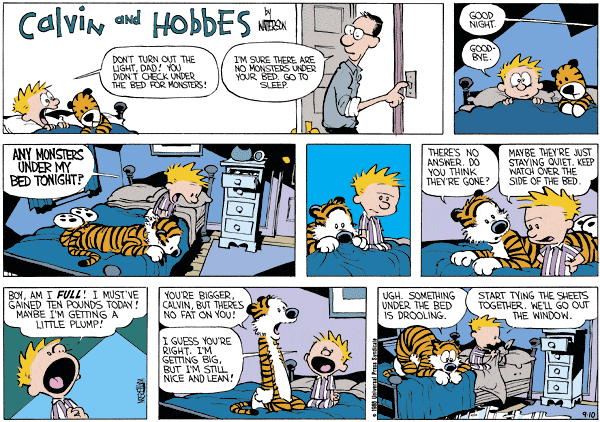 CALVIN and HOBBES
by
WATTERSON
DON'T TURN OUT THE
LIGHT, DAD! YOU
DIDN'T CHECK UNDER
THE BED FOR MONSTERS!
I'M SURE THERE ARE
NO MONSTERS UNDER
YOUR BED. GO TO
SLEEP.
GOOD
NIGHT.
GOOD-
BYE.
ANY MONSTERS
UNDER MY
BED TONIGHT?
THERE'S NO
ANSWER. DO
YOU THINK
THEY'RE GONE?
MAYBE THEY'RE JUST
STAYING QUIET. KEEP
WATCH OVER THE
SIDE OF THE BED.
BOY, AM I FULL! I MUST'VE
GAINED TEN POUNDS TODAY!
MAYBE I'M GETTING A
LITTLE PLUMP!
WATTERSON
YOU'RE BIGGER,
CALVIN, BUT THERE'S
NO FAT ON YOU!
I GUESS YOU'RE
RIGHT. I'M
GETTING BIG,
BUT I'M STILL
NICE AND LEAN!
© 1988 Universal Press Syndicate
UGH. SOMETHING
UNDER THE BED
IS DROOLING.
START TYING THE SHEETS
TOGETHER. WE'LL GO OUT
THE WINDOW.
9-10